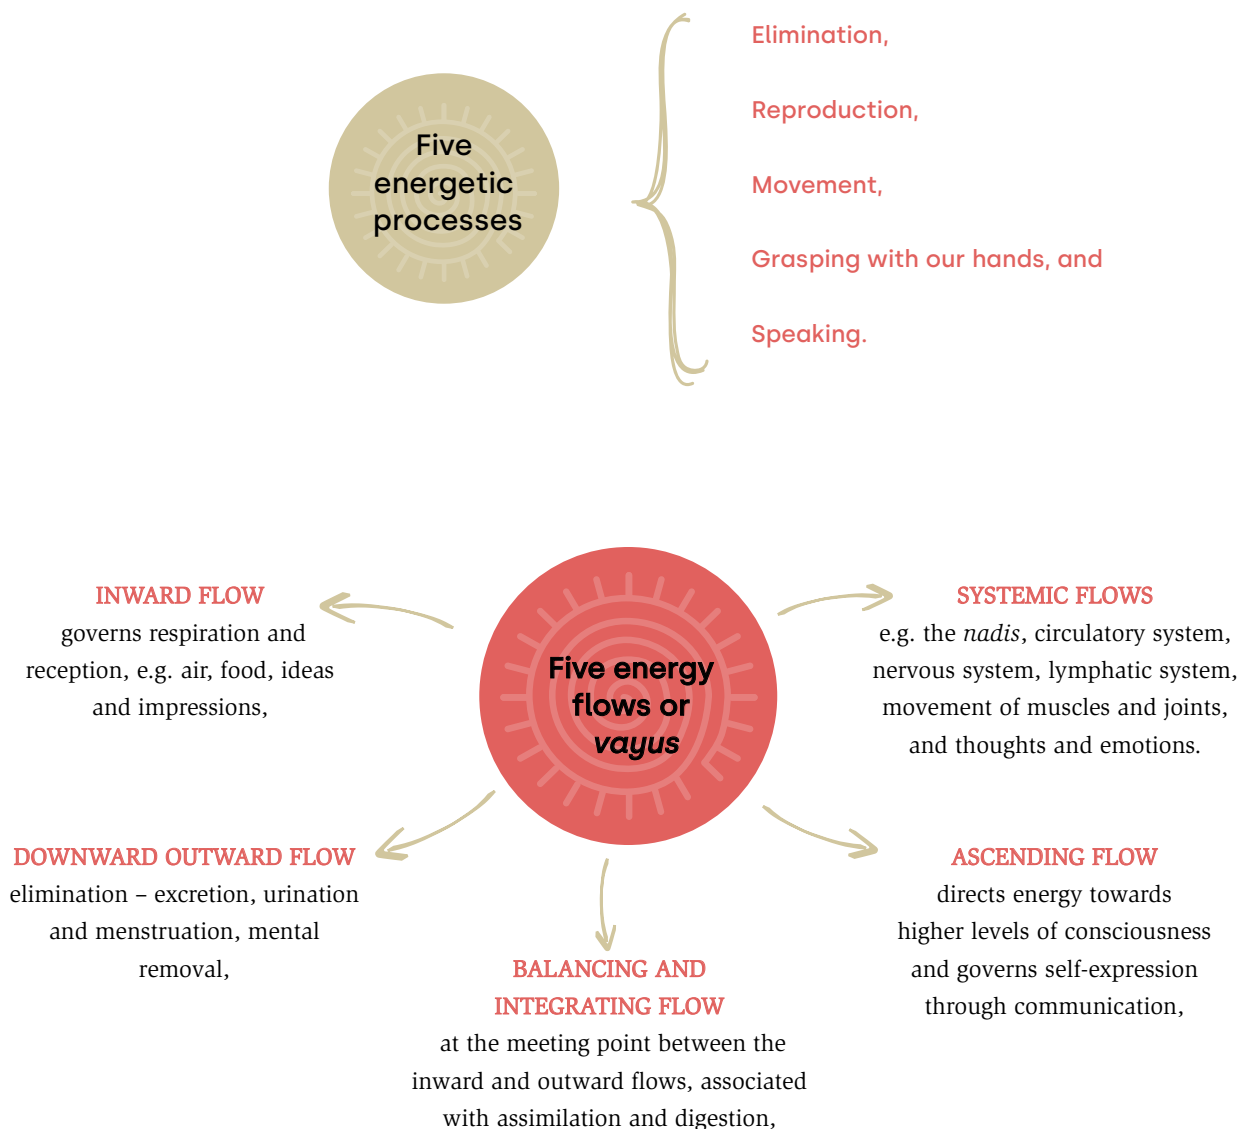 Five
energetic
processes
Elimination,
Reproduction,
Movement,
Grasping with our hands, and
Speaking.
Five energy
flows or
vayus
INWARD FLOW
governs respiration and
reception, e.g. air, food, ideas
and impressions,
DOWNWARD OUTWARD FLOW
elimination – excretion, urination
and menstruation, mental
removal,
BALANCING AND
INTEGRATING FLOW
at the meeting point between the
inward and outward flows, associated
with assimilation and digestion,
ASCENDING FLOW
directs energy towards
higher levels of consciousness
and governs self-expression
through communication,
SYSTEMIC FLOWS
e.g. the nadis, circulatory system,
nervous system, lymphatic system,
movement of muscles and joints,
and thoughts and emotions.